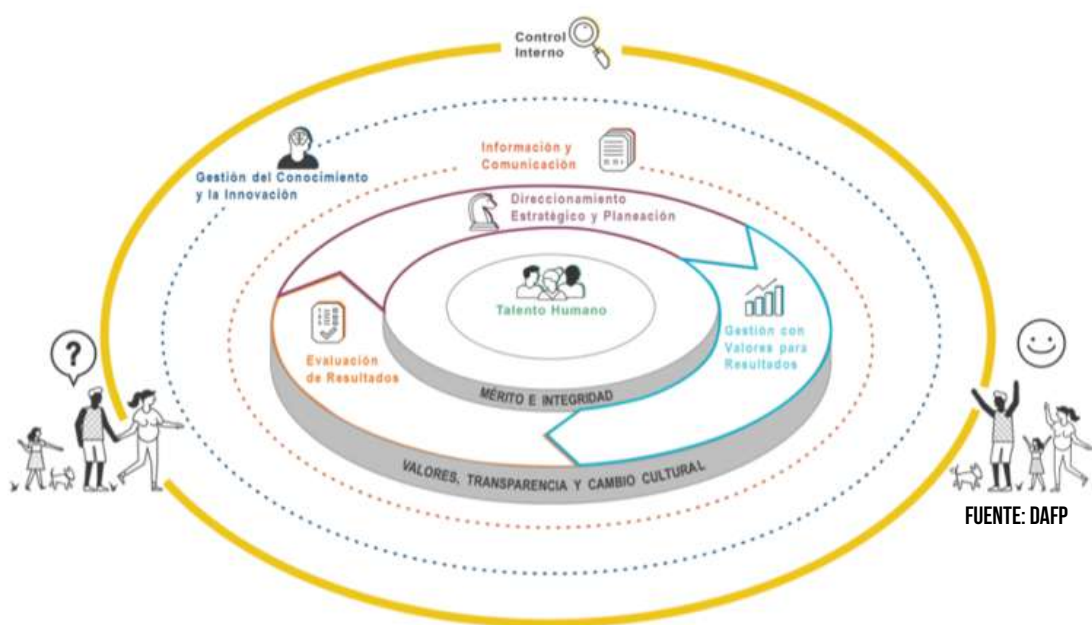 Control
Interno
Información y
Comunicación
Gestión del Conocimiento
y la Innovación
Direccionamiento
Estratégico y Planeación
Talento Humano
Gestión con
Valores para
Resultados
Evaluación
de Resultados
MÉRITO E INTEGRIDAD
VALORES, TRANSPARENCIA Y CAMBIO CULTURAL
?
FUENTE: DAFP